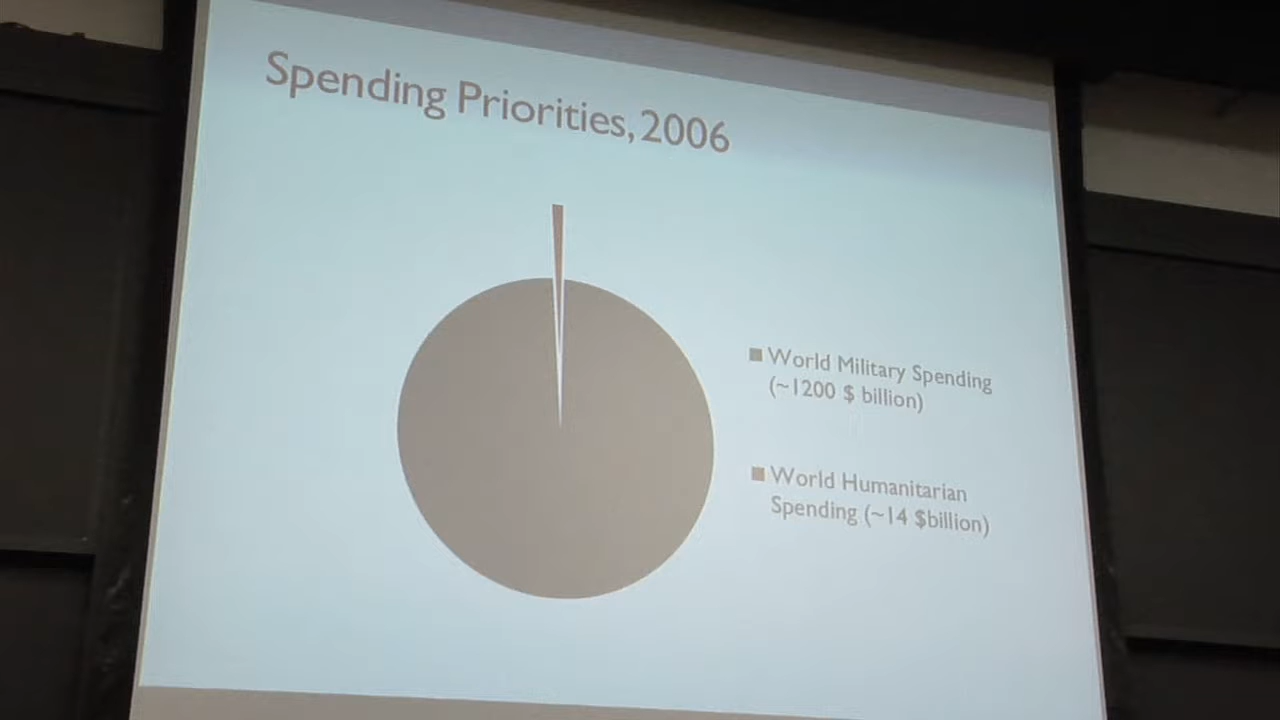 Spending Priorities, 2006
World Military Spending
(~1200 $ billion)
World Humanitarian
Spending (~14 $billion)